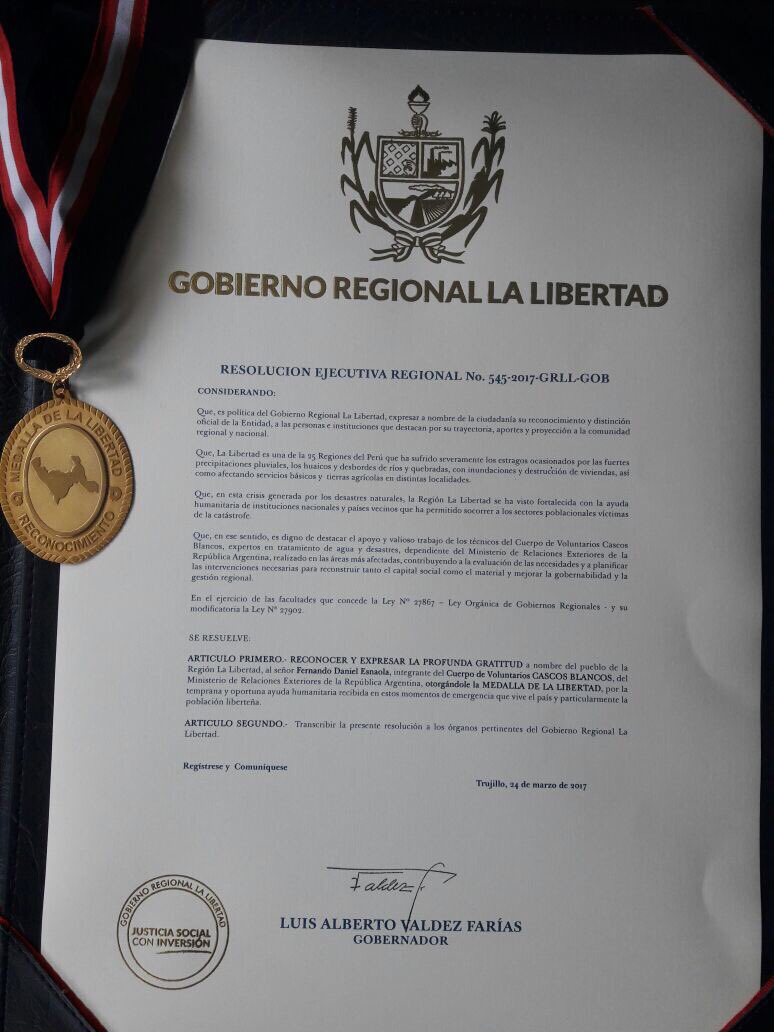 GOBIERNO REGIONAL LA LIBERTAD
RESOLUCION EJECUTIVA REGIONAL No. 545-2017-GRLL-GOB
CONSIDERANDO:
Que, es política del Gobierno Regional La Libertad, expresar a nombre de la ciudadanía su reconocimiento y distinción
oficial de la Entidad, a las personas e instituciones que destacan por su trayectoria, aportes y proyección a la comunidad
regional y nacional.
Que, La Libertad es una de la 25 Regiones del Perú que ha sufrido severamente los estragos ocasionados por las fuertes
precipitaciones pluviales, los huaicos y desbordes de ríos y quebradas, con inundaciones y destrucción de viviendas, así
como afectando servicios básicos y tierras agrícolas en distintas localidades.
Que, en esta crisis generada por los desastres naturales, la Región La Libertad se ha visto fortalecida con la ayuda
humanitaria de instituciones nacionales y países vecinos que ha permitido socorrer a los sectores poblacionales víctimas
de la catástrofe.
Que, en ese sentido, es digno de destacar el apoyo y valioso trabajo de los técnicos del Cuerpo de Voluntarios Cascos
Blancos, expertos en tratamiento de agua y desastres, dependiente del Ministerio de Relaciones Exteriores de la
República Argentina, realizado en las áreas más afectadas, contribuyendo a la evaluación de las necesidades y a planificar
las intervenciones necesarias para reconstruir tanto el capital social como el material y mejorar la gobernabilidad y la
gestión regional.
En el ejercicio de las facultades que concede la Ley Nº 27867 – Ley Orgánica de Gobiernos Regionales - y su
modificatoria la Ley Nº 27902.
SE RESUELVE:
ARTICULO PRIMERO.- RECONOCER Y EXPRESAR LA PROFUNDA GRATITUD a nombre del pueblo de la
Región La Libertad, al señor Fernando Daniel Esnaola, integrante del Cuerpo de Voluntarios CASCOS BLANCOS, del
Ministerio de Relaciones Exteriores de la República Argentina, otorgándole la MEDALLA DE LA LIBERTAD, por la
temprana y oportuna ayuda humanitaria recibida en estos momentos de emergencia que vive el país y particularmente la
población liberteña.
ARTICULO SEGUNDO.- Transcribir la presente resolución a los órganos pertinentes del Gobierno Regional La
Libertad.
Regístrese y Comuníquese
Trujillo, 24 de marzo de 2017
Valdez F.
LUIS ALBERTO VALDEZ FARÍAS
GOBERNADOR
GOBIERNO REGIONAL LA LIBERTAD
JUSTICIA SOCIAL
CON INVERSIÓN
MEDALLA DE LA LIBERTAD
RECONOCIMIENTO